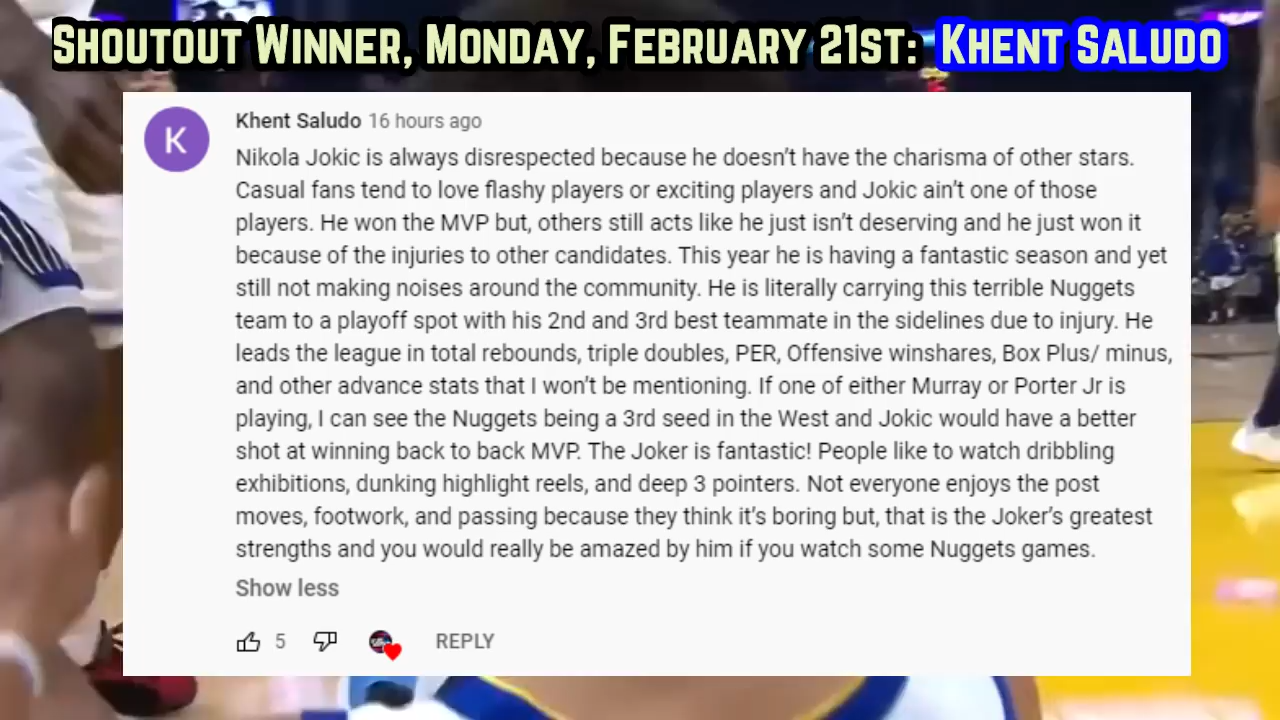 Shoutout Winner, Monday, February 21st: Khent Saludo
K
Khent Saludo 16 hours ago
Nikola Jokic is always disrespected because he doesn't have the charisma of other stars.
Casual fans tend to love flashy players or exciting players and Jokic ain't one of those
players. He won the MVP but, others still acts like he just isn't deserving and he just won it
because of the injuries to other candidates. This year he is having a fantastic season and yet
still not making noises around the community. He is literally carrying this terrible Nuggets
team to a playoff spot with his 2nd and 3rd best teammate in the sidelines due to injury. He
leads the league in total rebounds, triple doubles, PER, Offensive winshares, Box Plus/ minus,
and other advance stats that I won't be mentioning. If one of either Murray or Porter Jr is
playing, I can see the Nuggets being a 3rd seed in the West and Jokic would have a better
shot at winning back to back MVP. The Joker is fantastic! People like to watch dribbling
exhibitions, dunking highlight reels, and deep 3 pointers. Not everyone enjoys the post
moves, footwork, and passing because they think it's boring but, that is the Joker's greatest
strengths and you would really be amazed by him if you watch some Nuggets games.
Show less
5 REPLY